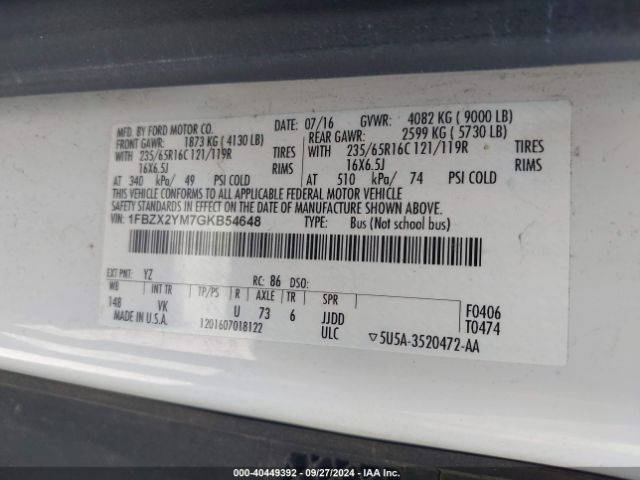 MFD. BY FORD MOTOR CO.
FRONT GAWR: 1873 KG ( 4130 LB)
WITH 235/65R16C 121/119R TIRES
16X6.5J RIMS
AT 340 kPa/ 49 PSI COLD
07/16 GVWR: 4082 KG ( 9000 LB)
REAR GAWR: 2599 KG ( 5730 LB)
WITH 235/65R16C 121/119R TIRES
16X6.5J RIMS
AT 510 kPa/ 74 PSI COLD
THIS VEHICLE CONFORMS TO ALL APPLICABLE FEDERAL MOTOR VEHICLE
SAFETY STANDARDS IN EFFECT ON THE DATE OF MANUFACTURE SHOWN ABOVE.
VIN: 1FBZX2YM7GKB54648 TYPE: Bus (Not school bus)
EXT PNT: YZ RC: 86 DSO:
WB INT TR TP/PS R AXLE TR SPR
148 VK U 73 6 JJDD
F0406
T0474
MADE IN U.S.A. 1201607018122 ULC ▽5U5A-3520472-AA
000-40449392 - 09/27/2024 - IAA Inc.